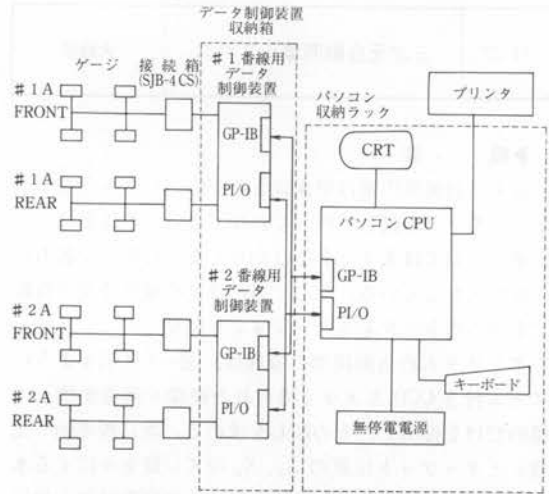 データ制御装置
収納箱
ゲージ
接続箱
(SJB-4CS)
#1番線用
データ
制御装置
GP-IB
PI/O
#1A
FRONT
#1A
REAR
#2番線用
データ
制御装置
GP-IB
PI/O
#2A
FRONT
#2A
REAR
パソコン
収納ラック
CRT
プリンタ
パソコンCPU
GP-IB
PI/O
キーボード
無停電電源